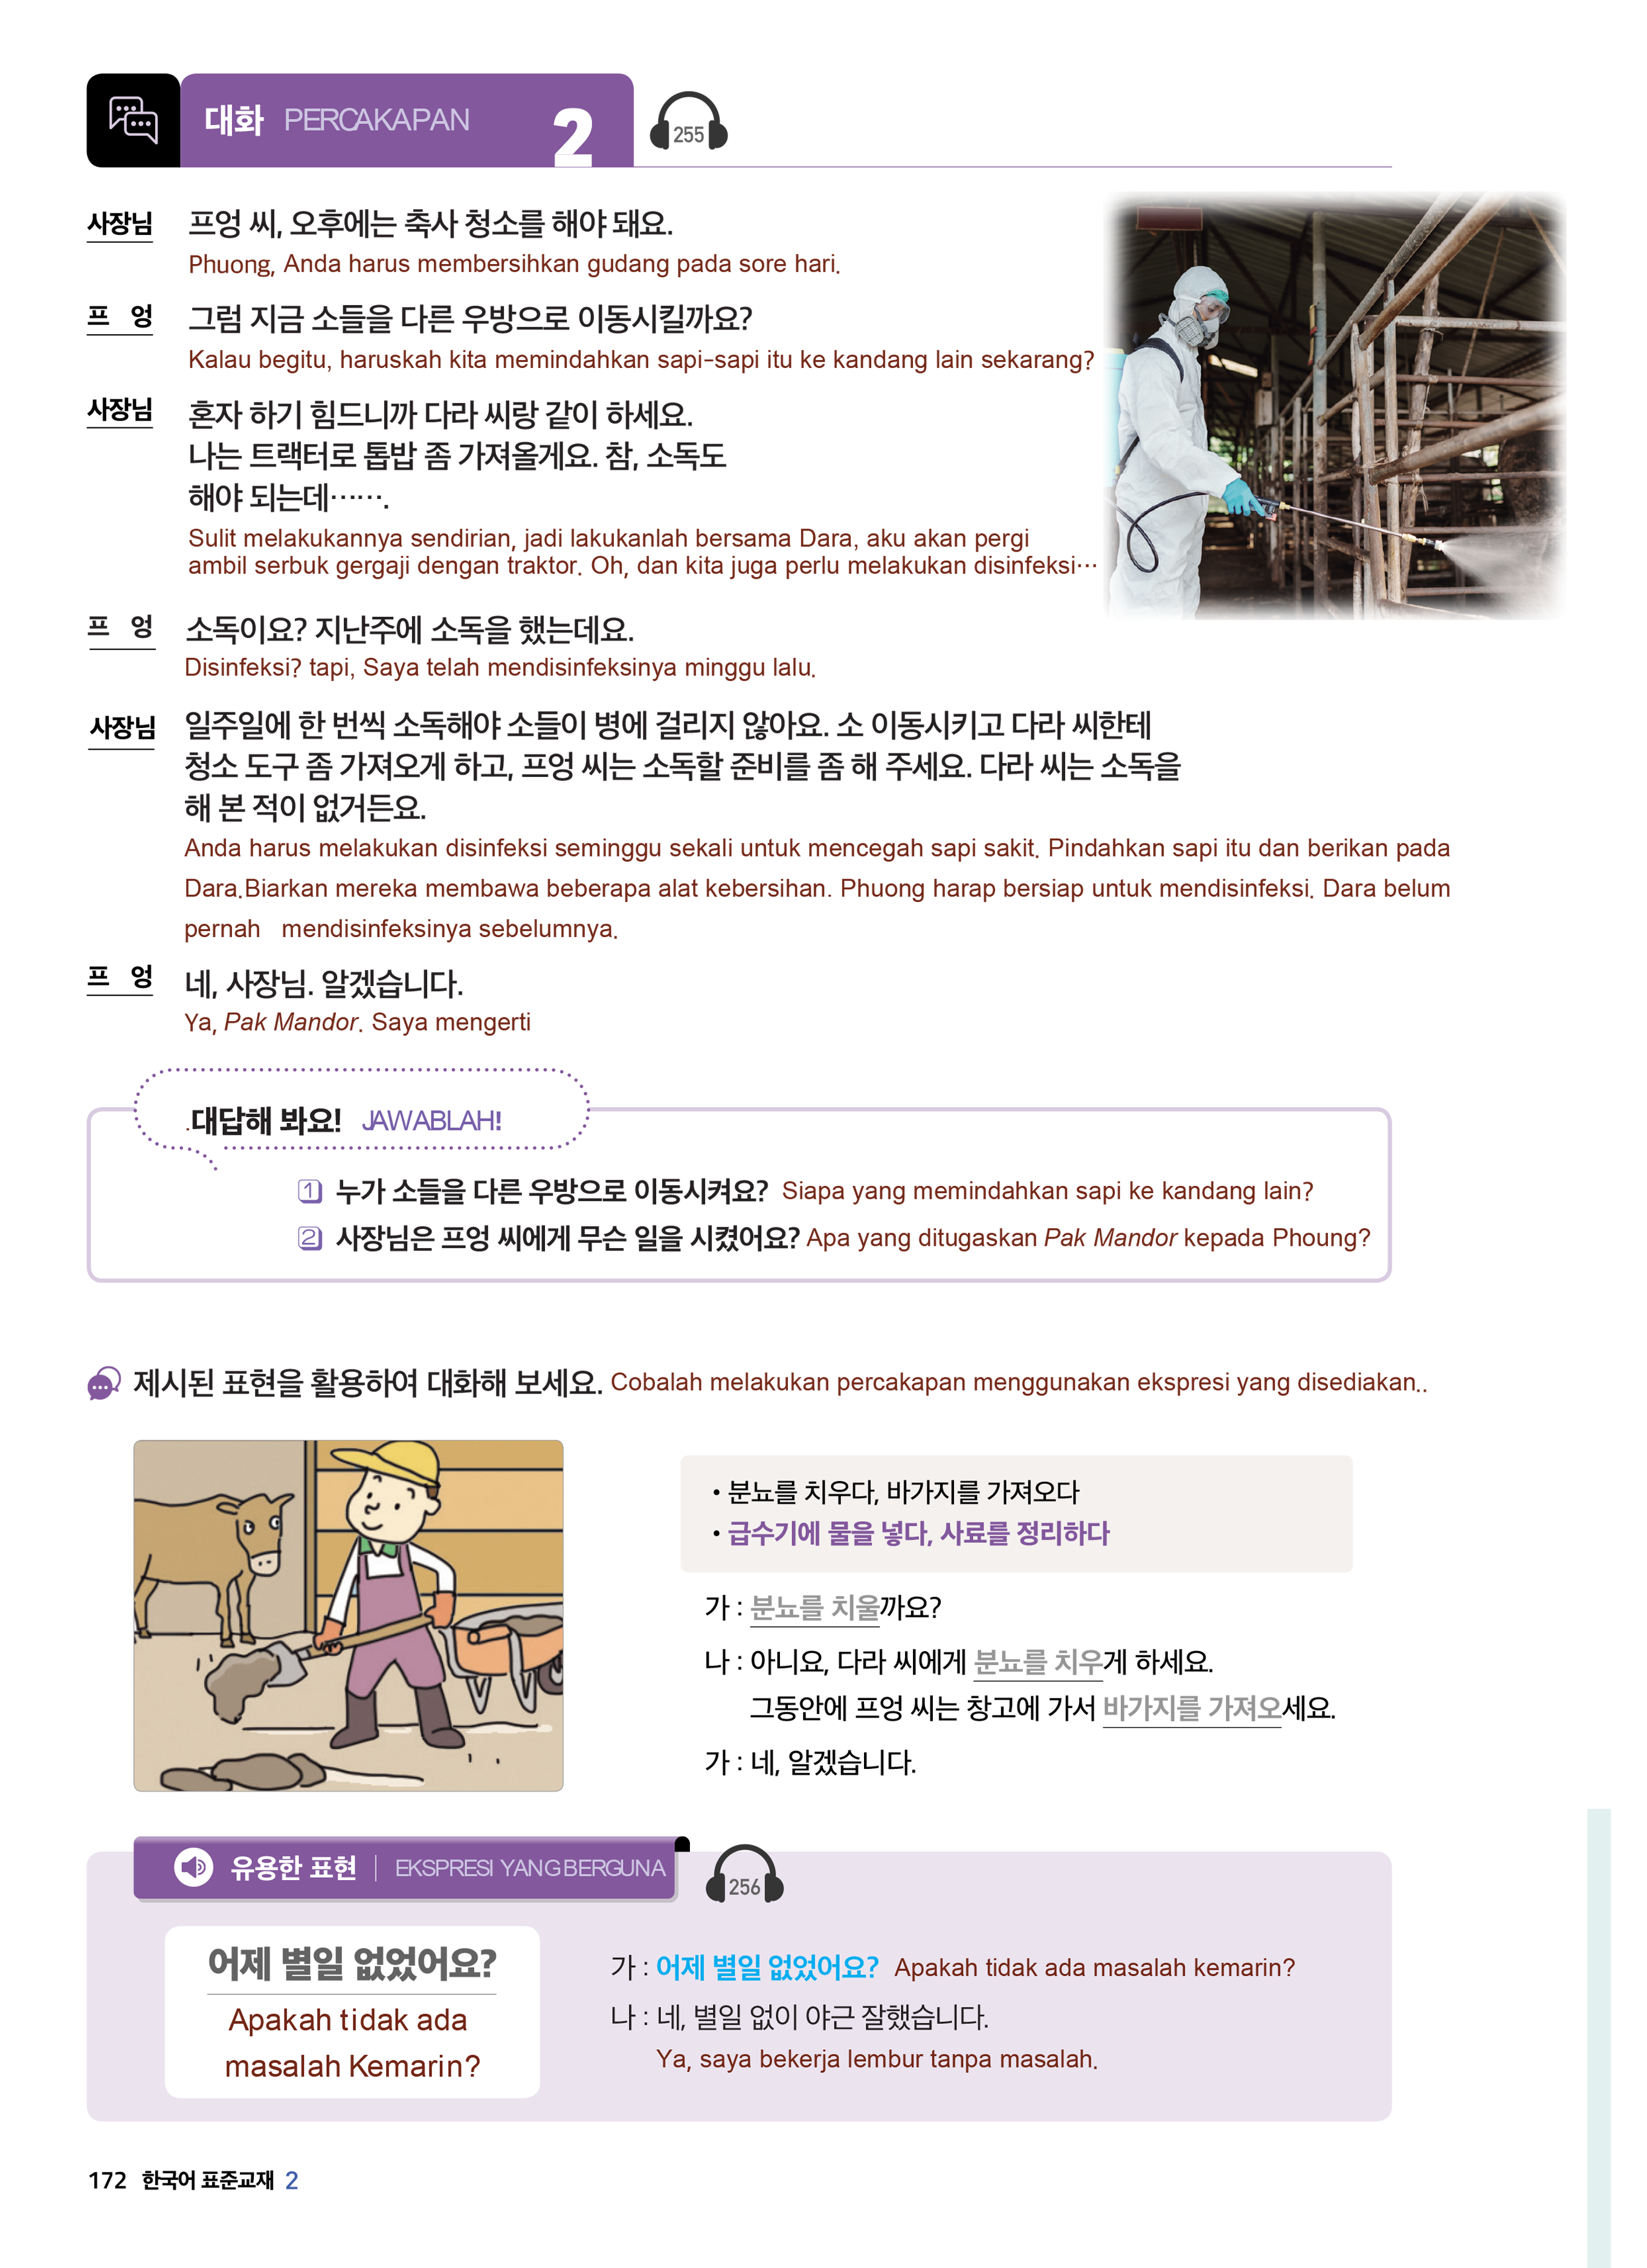 대화 PERCAKAPAN 2 255
사장님 프엉 씨, 오후에는 축사 청소를 해야 돼요.
Phuong, Anda harus membersihkan gudang pada sore hari.
프 엉 그럼 지금 소들을 다른 우방으로 이동시킬까요?
Kalau begitu, haruskah kita memindahkan sapi-sapi itu ke kandang lain sekarang?
사장님 혼자 하기 힘드니까 다라 씨랑 같이 하세요.
나는 트랙터로 톱밥 좀 가져올게요. 참, 소독도
해야 되는데…….
Sulit melakukannya sendirian, jadi lakukanlah bersama Dara, aku akan pergi
ambil serbuk gergaji dengan traktor. Oh, dan kita juga perlu melakukan disinfeksi…
프 엉 소독이요? 지난주에 소독을 했는데요.
Disinfeksi? tapi, Saya telah mendisinfeksinya minggu lalu.
사장님 일주일에 한 번씩 소독해야 소들이 병에 걸리지 않아요. 소 이동시키고 다라 씨한테
청소 도구 좀 가져오게 하고, 프엉 씨는 소독할 준비를 좀 해 주세요. 다라 씨는 소독을
해 본 적이 없거든요.
Anda harus melakukan disinfeksi seminggu sekali untuk mencegah sapi sakit. Pindahkan sapi itu dan berikan pada
Dara.Biarkan mereka membawa beberapa alat kebersihan. Phuong harap bersiap untuk mendisinfeksi. Dara belum
pernah mendisinfeksinya sebelumnya.
프 엉 네, 사장님. 알겠습니다.
Ya, Pak Mandor. Saya mengerti
대답해 봐요! JAWABLAH!
1 누가 소들을 다른 우방으로 이동시켜요? Siapa yang memindahkan sapi ke kandang lain?
2 사장님은 프엉 씨에게 무슨 일을 시켰어요? Apa yang ditugaskan Pak Mandor kepada Phoung?
제시된 표현을 활용하여 대화해 보세요. Cobalah melakukan percakapan menggunakan ekspresi yang disediakan..
• 분뇨를 치우다, 바가지를 가져오다
• 급수기에 물을 넣다, 사료를 정리하다
가 : 분뇨를 치울까요?
나 : 아니요, 다라 씨에게 분뇨를 치우게 하세요.
그동안에 프엉 씨는 창고에 가서 바가지를 가져오세요.
가 : 네, 알겠습니다.
유용한 표현 | EKSPRESI YANG BERGUNA 256
어제 별일 없었어요?
Apakah tidak ada
masalah Kemarin?
가 : 어제 별일 없었어요? Apakah tidak ada masalah kemarin?
나 : 네, 별일 없이 야근 잘했습니다.
Ya, saya bekerja lembur tanpa masalah.
172 한국어 표준교재 2